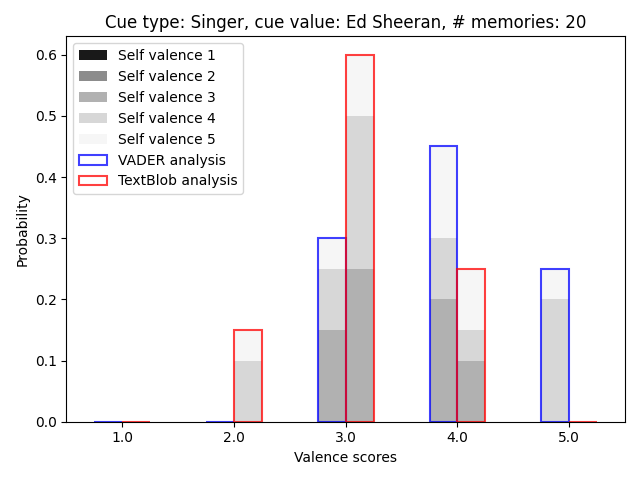 Cue type: Singer, cue value: Ed Sheeran, # memories: 20
Self valence 1
Self valence 2
Self valence 3
Self valence 4
Self valence 5
VADER analysis
TextBlob analysis
Probability
0.6
0.5
0.4
0.3
0.2
0.1
0.0
1.0 2.0 3.0 4.0 5.0
Valence scores